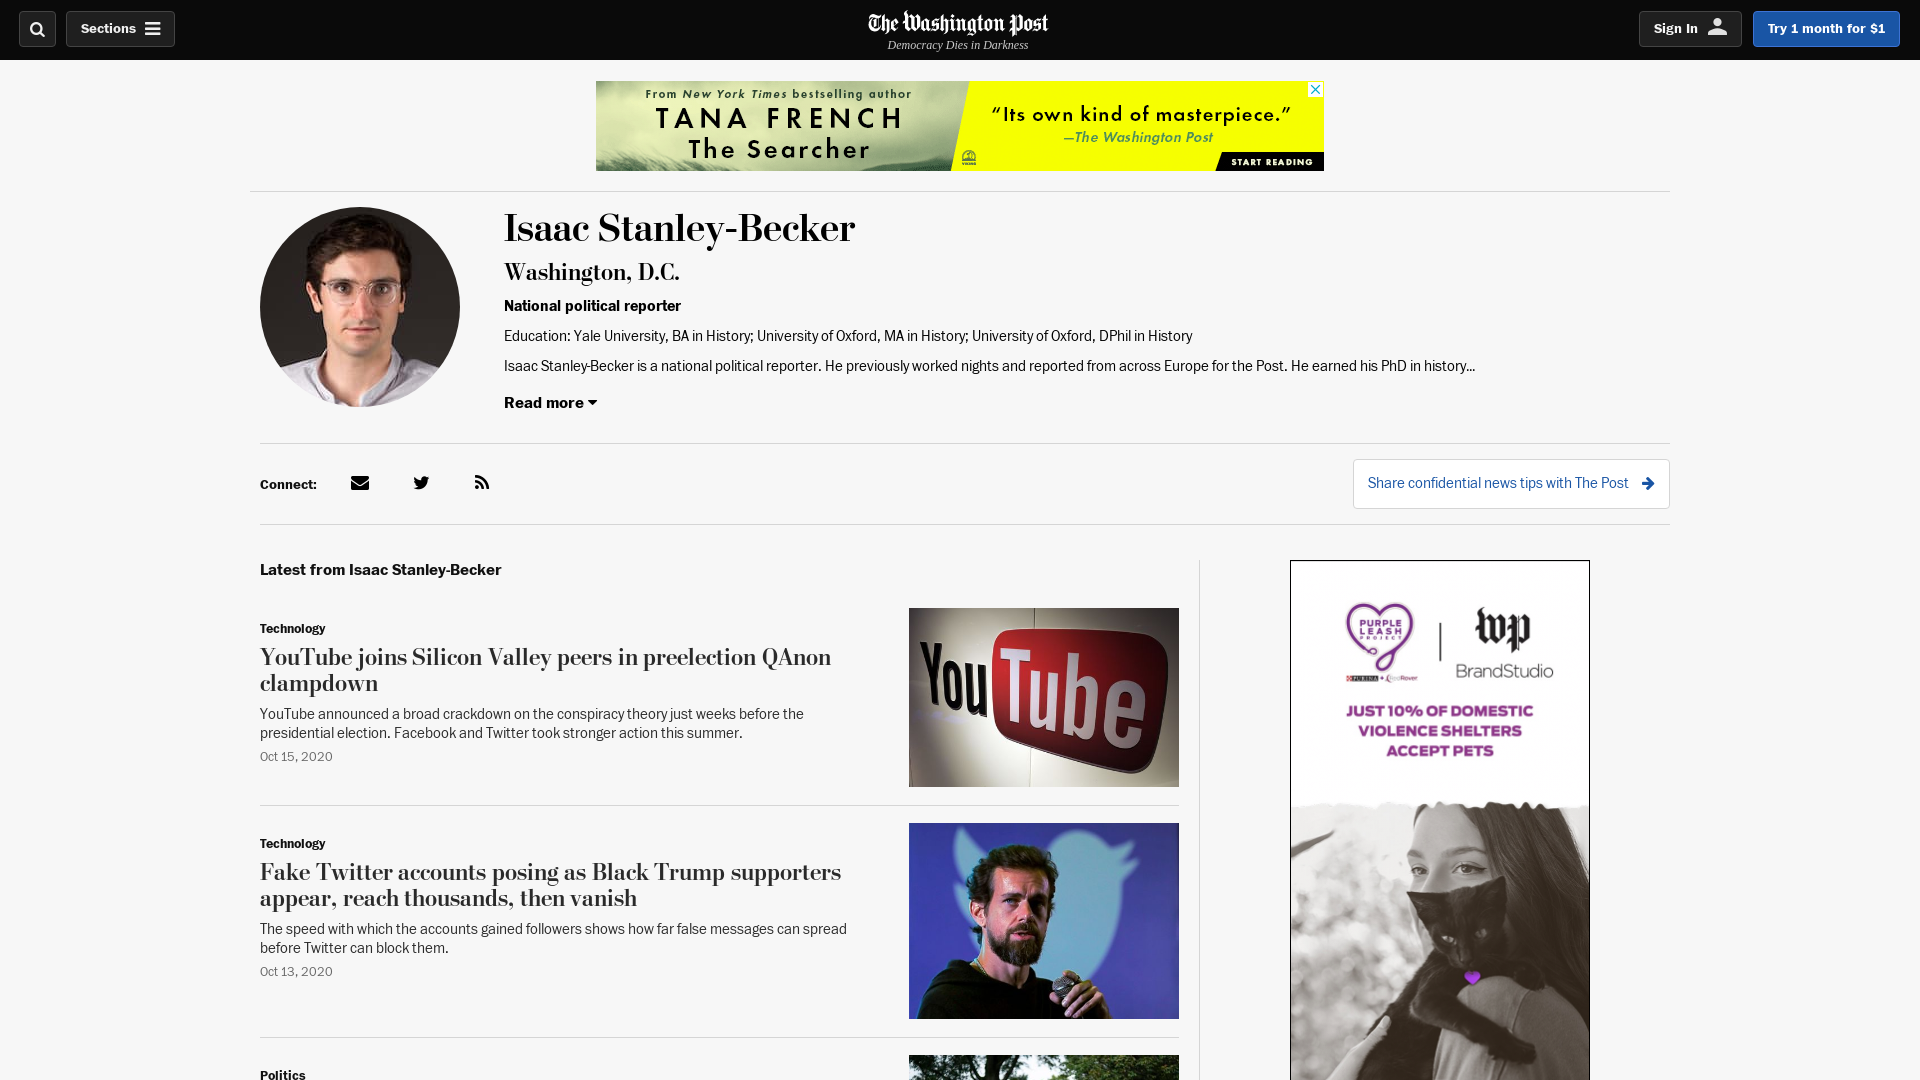 Sections
The Washington Post
Democracy Dies in Darkness
Sign In
Try 1 month for $1
From New York Times bestselling author
TANA FRENCH
The Searcher
“Its own kind of masterpiece.”
—The Washington Post
START READING
Isaac Stanley-Becker
Washington, D.C.
National political reporter
Education: Yale University, BA in History; University of Oxford, MA in History; University of Oxford, DPhil in History
Isaac Stanley-Becker is a national political reporter. He previously worked nights and reported from across Europe for the Post. He earned his PhD in history...
Read more
Connect:
Share confidential news tips with The Post
Latest from Isaac Stanley-Becker
Technology
YouTube joins Silicon Valley peers in preelection QAnon
clampdown
YouTube announced a broad crackdown on the conspiracy theory just weeks before the
presidential election. Facebook and Twitter took stronger action this summer.
Oct 15, 2020
YouTube
Technology
Fake Twitter accounts posing as Black Trump supporters
appear, reach thousands, then vanish
The speed with which the accounts gained followers shows how far false messages can spread
before Twitter can block them.
Oct 13, 2020
Politics
PURPLE
LEASH
PROJECT
PURINA +
wp
BrandStudio
JUST 10% OF DOMESTIC
VIOLENCE SHELTERS
ACCEPT PETS